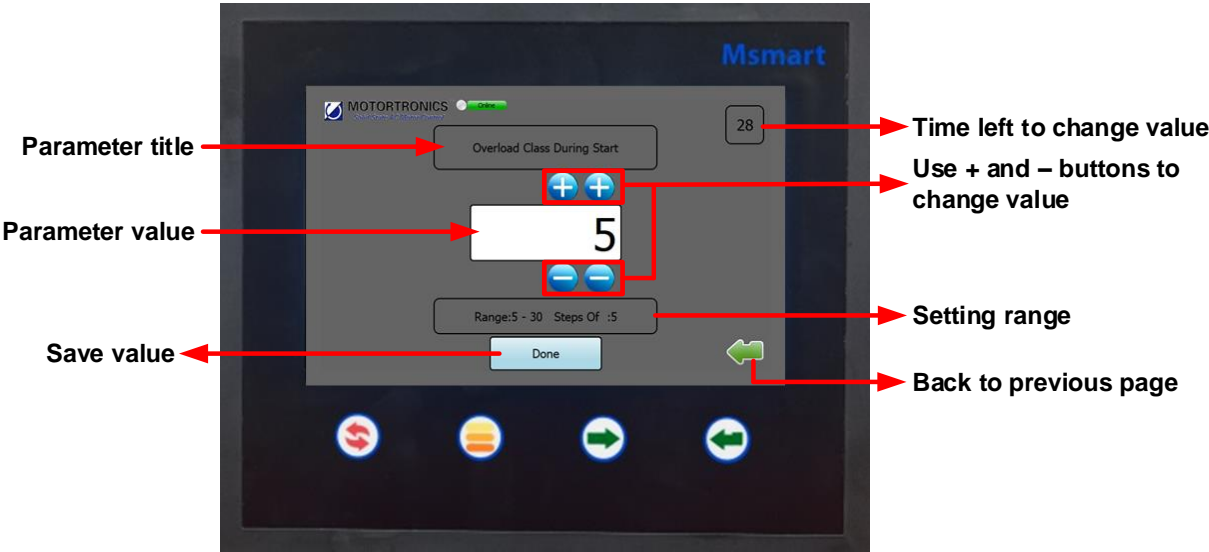 Msmart
MOTORTRONICS
Online
28
Time left to change value
Parameter title
Overload Class During Start
Use + and – buttons to
change value
Parameter value
5
Range:5 - 30 Steps Of :5
Setting range
Save value
Done
Back to previous page